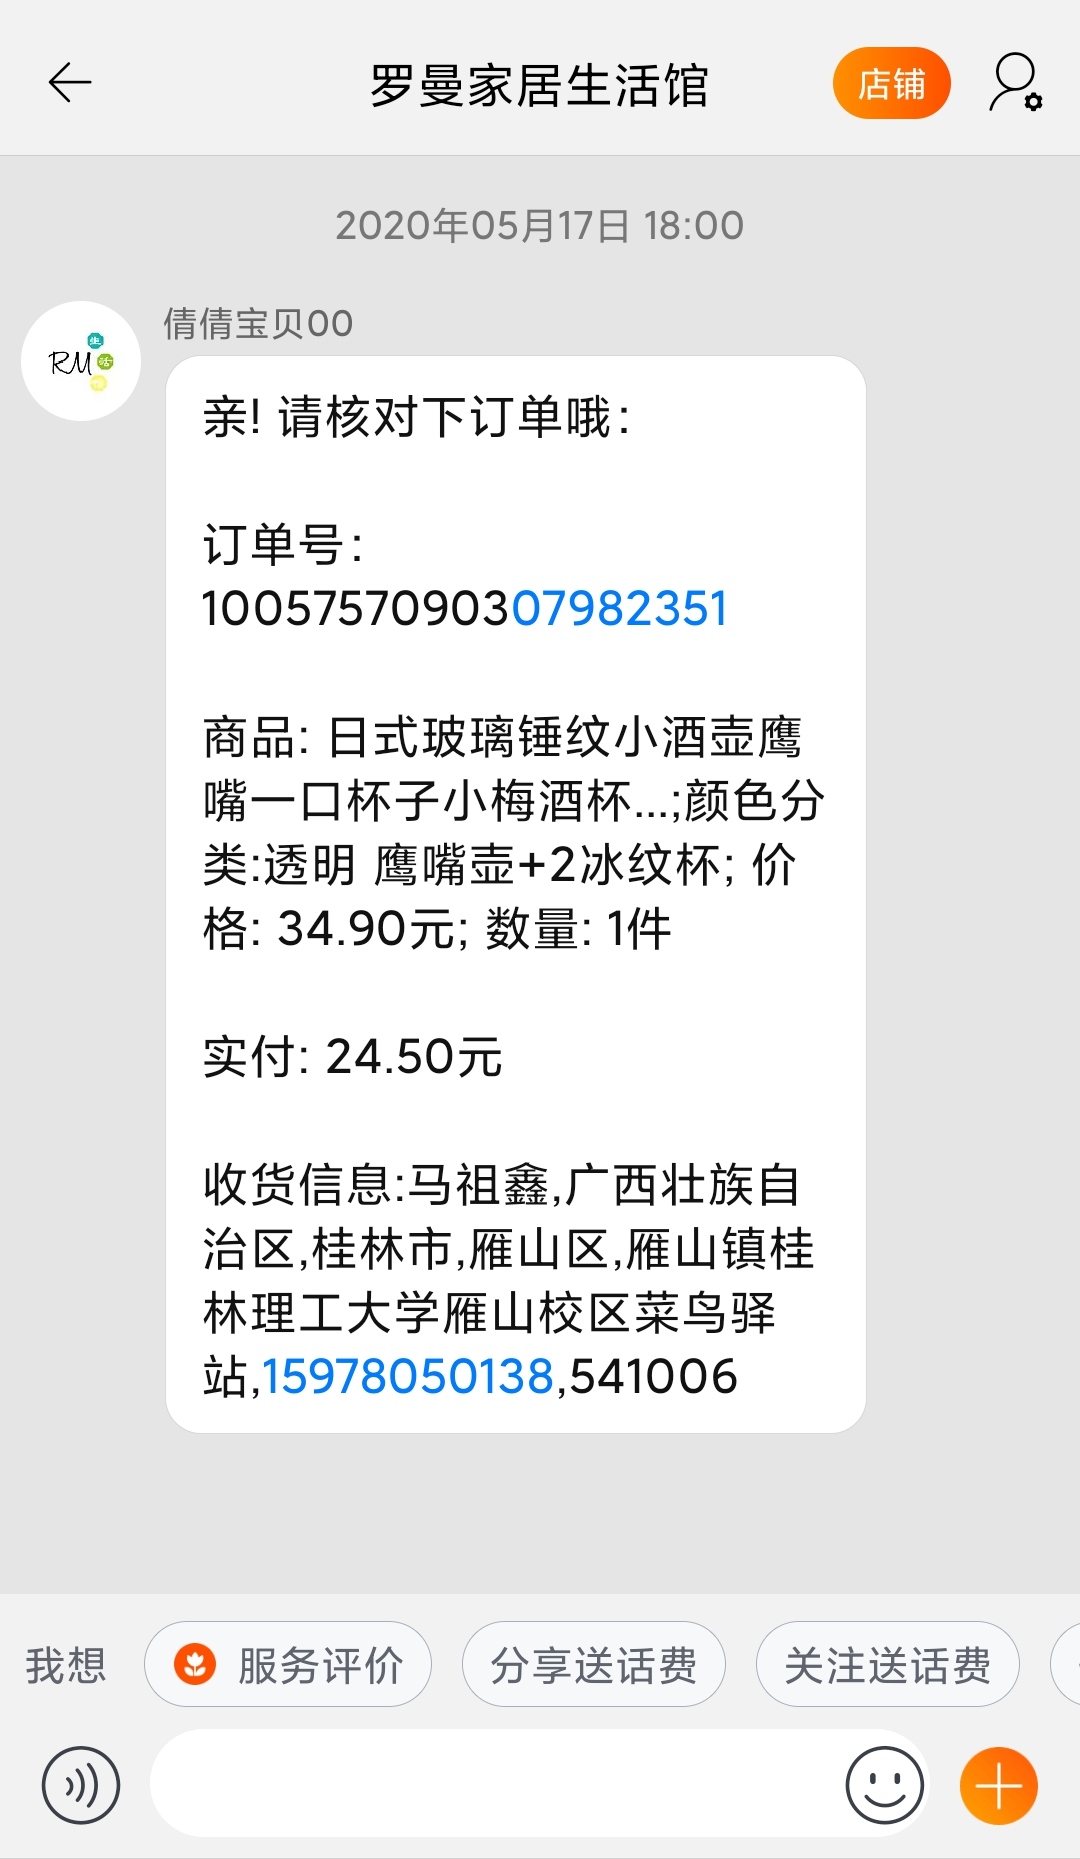 罗曼家居生活馆
店铺
2020年05月17日 18:00
倩倩宝贝00
RM
生
活
亲! 请核对下订单哦:
订单号:
1005757090307982351
商品: 日式玻璃锤纹小酒壶鹰
嘴一口杯子小梅酒杯...;颜色分
类:透明 鹰嘴壶+2冰纹杯; 价
格: 34.90元; 数量: 1件
实付: 24.50元
收货信息:马祖鑫,广西壮族自
治区,桂林市,雁山区,雁山镇桂
林理工大学雁山校区菜鸟驿
站,15978050138,541006
我想
服务评价
分享送话费
关注送话费